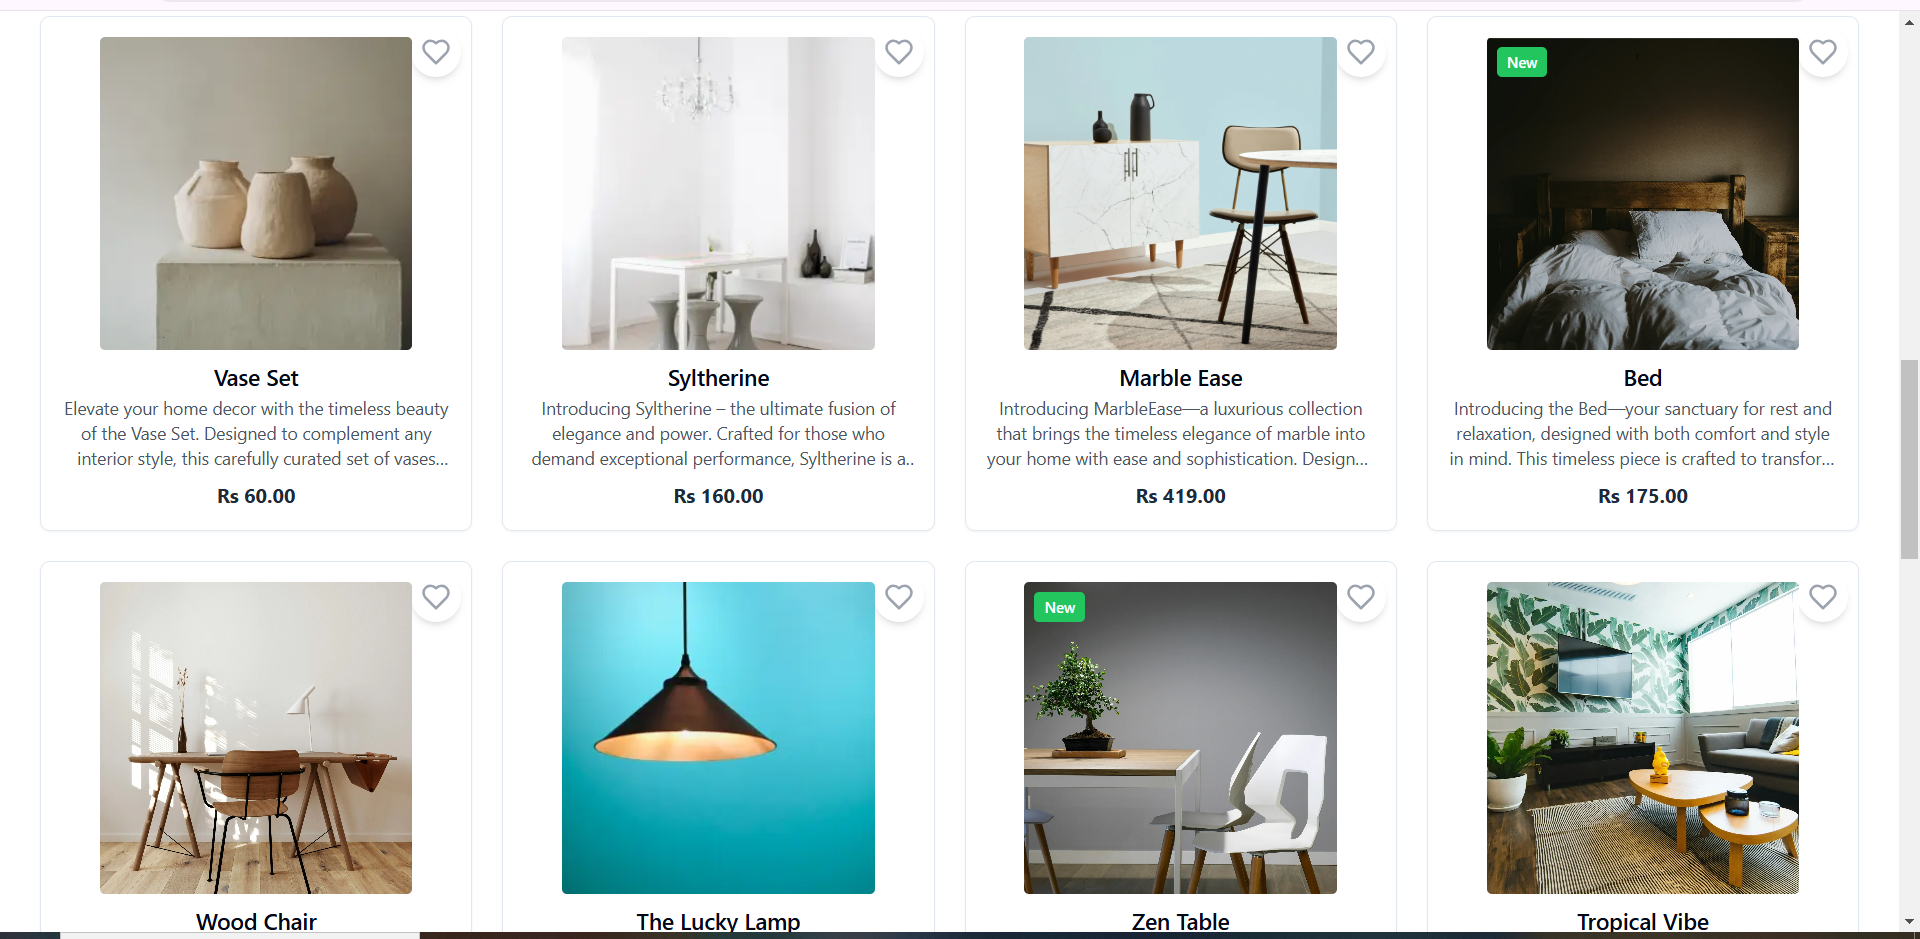 Vase Set
Elevate your home decor with the timeless beauty
of the Vase Set. Designed to complement any
interior style, this carefully curated set of vases...
Rs 60.00
Syltherine
Introducing Syltherine – the ultimate fusion of
elegance and power. Crafted for those who
demand exceptional performance, Syltherine is a..
Rs 160.00
Marble Ease
Introducing MarbleEase—a luxurious collection
that brings the timeless elegance of marble into
your home with ease and sophistication. Design...
Rs 419.00
New
Bed
Introducing the Bed—your sanctuary for rest and
relaxation, designed with both comfort and style
in mind. This timeless piece is crafted to transfor...
Rs 175.00
Wood Chair
The Lucky Lamp
New
Zen Table
Tropical Vibe